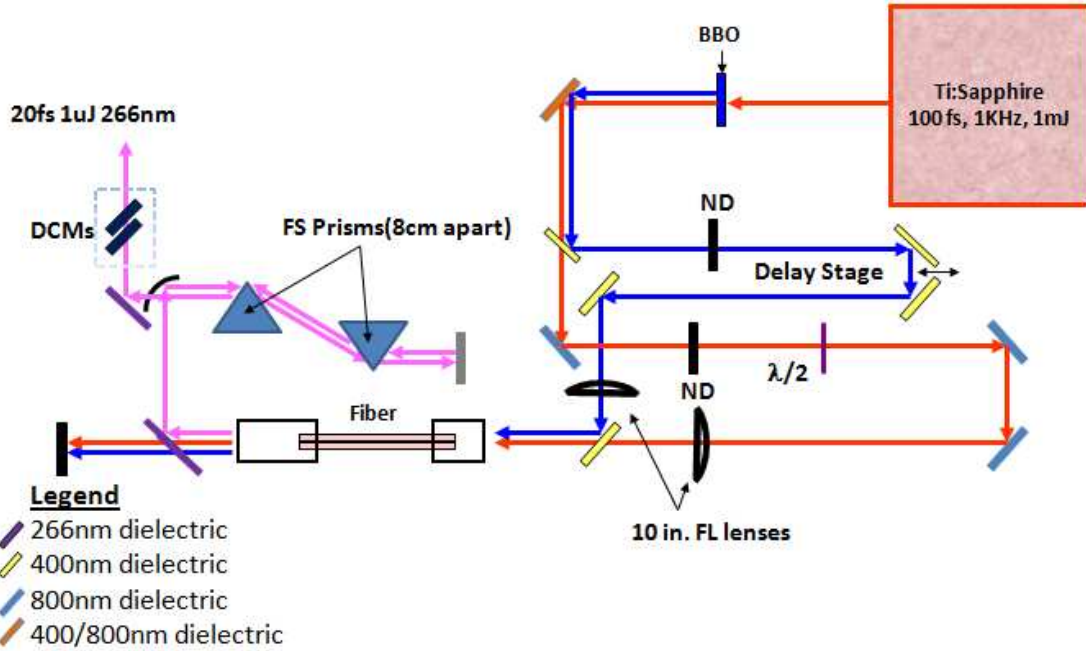 BBO
Ti:Sapphire
100 fs, 1KHz, 1mJ
20fs 1uJ 266nm
ND
DCMs
FS Prisms(8cm apart)
Delay Stage
λ/2
ND
Fiber
10 in. FL lenses
Legend
266nm dielectric
400nm dielectric
800nm dielectric
400/800nm dielectric